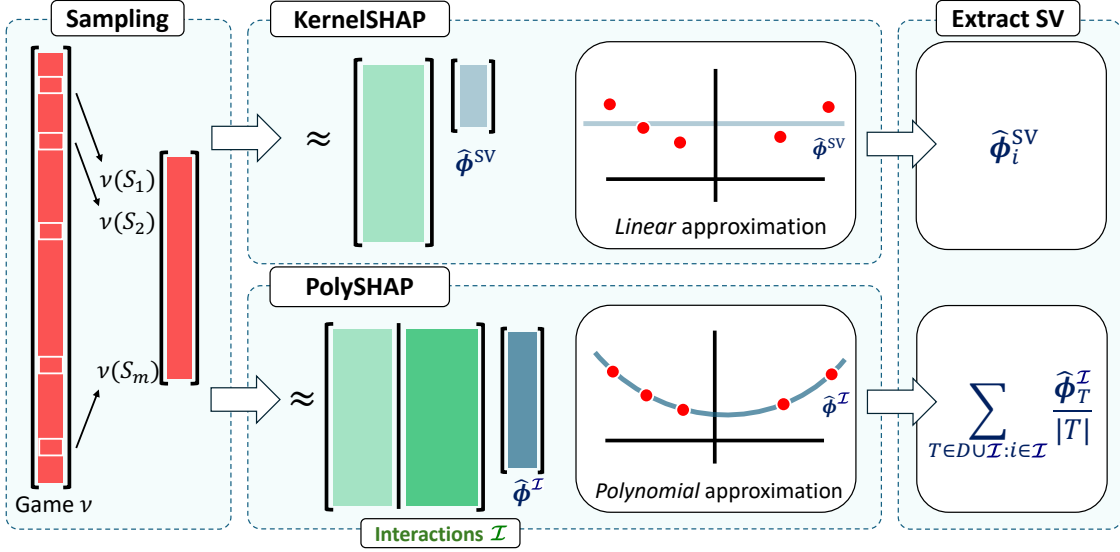 Sampling
ν(S₁)
ν(S₂)
ν(Sₘ)
Game ν
KernelSHAP
≈
ϕ̂^SV
ϕ̂^SV
Linear approximation
PolySHAP
≈
ϕ̂^ℐ
Interactions ℐ
ϕ̂^ℐ
Polynomial approximation
Extract SV
ϕ̂ᵢ^SV
∑_{T∈D∪ℐ:i∈ℐ} ϕ̂_T^ℐ / |T|